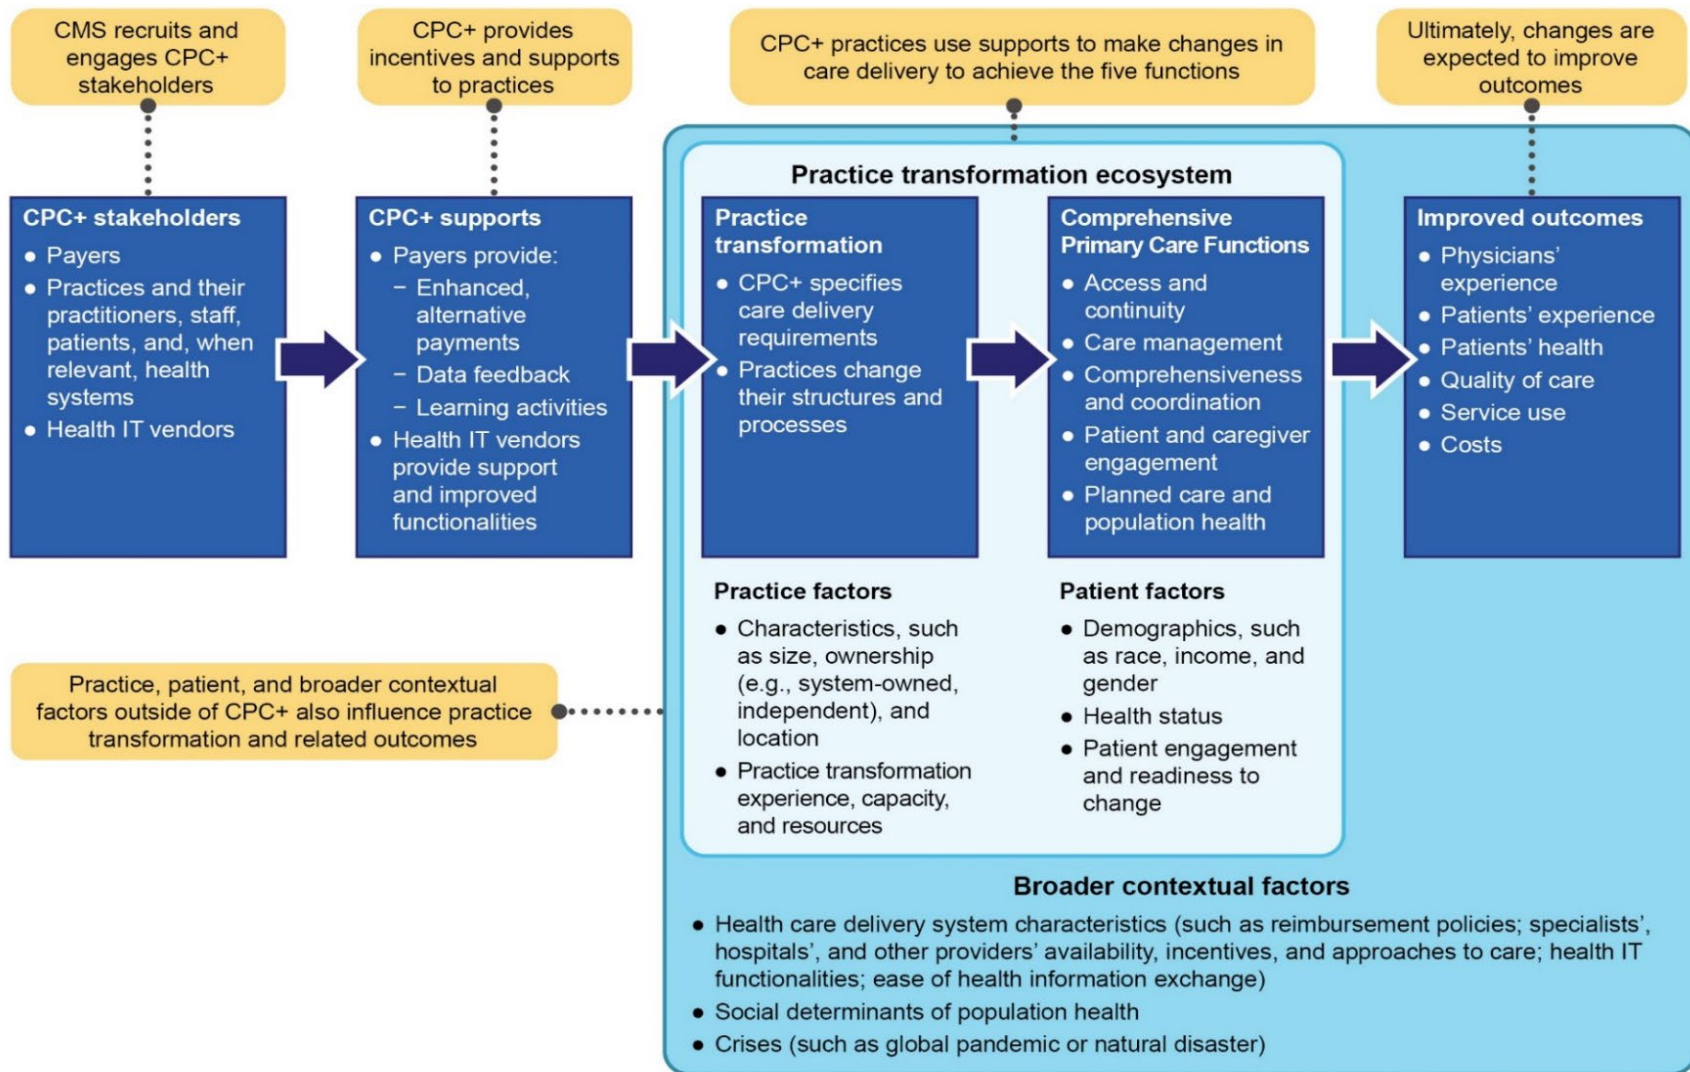 CMS recruits and
engages CPC+
stakeholders
CPC+ provides
incentives and supports
to practices
CPC+ practices use supports to make changes in
care delivery to achieve the five functions
Ultimately, changes are
expected to improve
outcomes
Practice transformation ecosystem
CPC+ stakeholders
● Payers
● Practices and their
practitioners, staff,
patients, and, when
relevant, health
systems
● Health IT vendors
CPC+ supports
● Payers provide:
− Enhanced,
alternative
payments
− Data feedback
− Learning activities
● Health IT vendors
provide support
and improved
functionalities
Practice
transformation
● CPC+ specifies
care delivery
requirements
● Practices change
their structures and
processes
Comprehensive
Primary Care Functions
● Access and
continuity
● Care management
● Comprehensiveness
and coordination
● Patient and caregiver
engagement
● Planned care and
population health
Improved outcomes
● Physicians’
experience
● Patients’ experience
● Patients’ health
● Quality of care
● Service use
● Costs
Practice factors
● Characteristics, such
as size, ownership
(e.g., system-owned,
independent), and
location
● Practice transformation
experience, capacity,
and resources
Patient factors
● Demographics, such
as race, income, and
gender
● Health status
● Patient engagement
and readiness to
change
Practice, patient, and broader contextual
factors outside of CPC+ also influence practice
transformation and related outcomes
Broader contextual factors
● Health care delivery system characteristics (such as reimbursement policies; specialists’,
hospitals’, and other providers’ availability, incentives, and approaches to care; health IT
functionalities; ease of health information exchange)
● Social determinants of population health
● Crises (such as global pandemic or natural disaster)